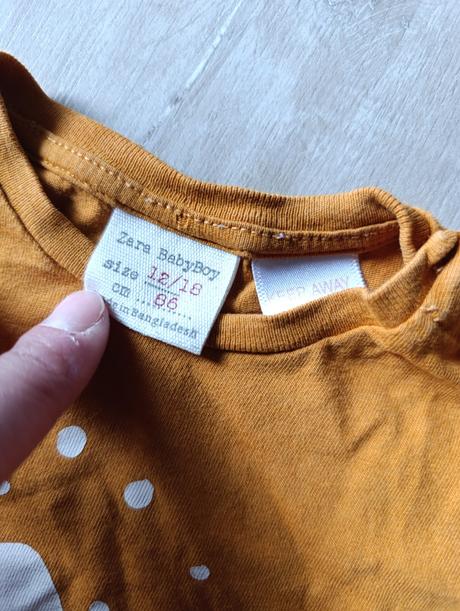 Zara BabyBoy
size 12/18
cm ...86...
in Bangladesh
KEEP AWAY